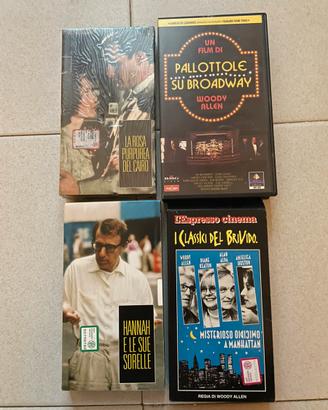 LA ROSA
PURPUREA
DEL CAIRO
UN
FILM DI
PALLOTTOLE
SU BROADWAY
WOODY
ALLEN
HANNAH
E LE SUE
SORELLE
L'Espresso cinema
I CLASSICI DEL BRIVIDO.
WOODY
ALLEN
DIANE
KEATON
ALAN
ALDA
ANJELICA
HUSTON
MISTERIOSO OMICIDIO
A MANHATTAN
REGIA DI WOODY ALLEN